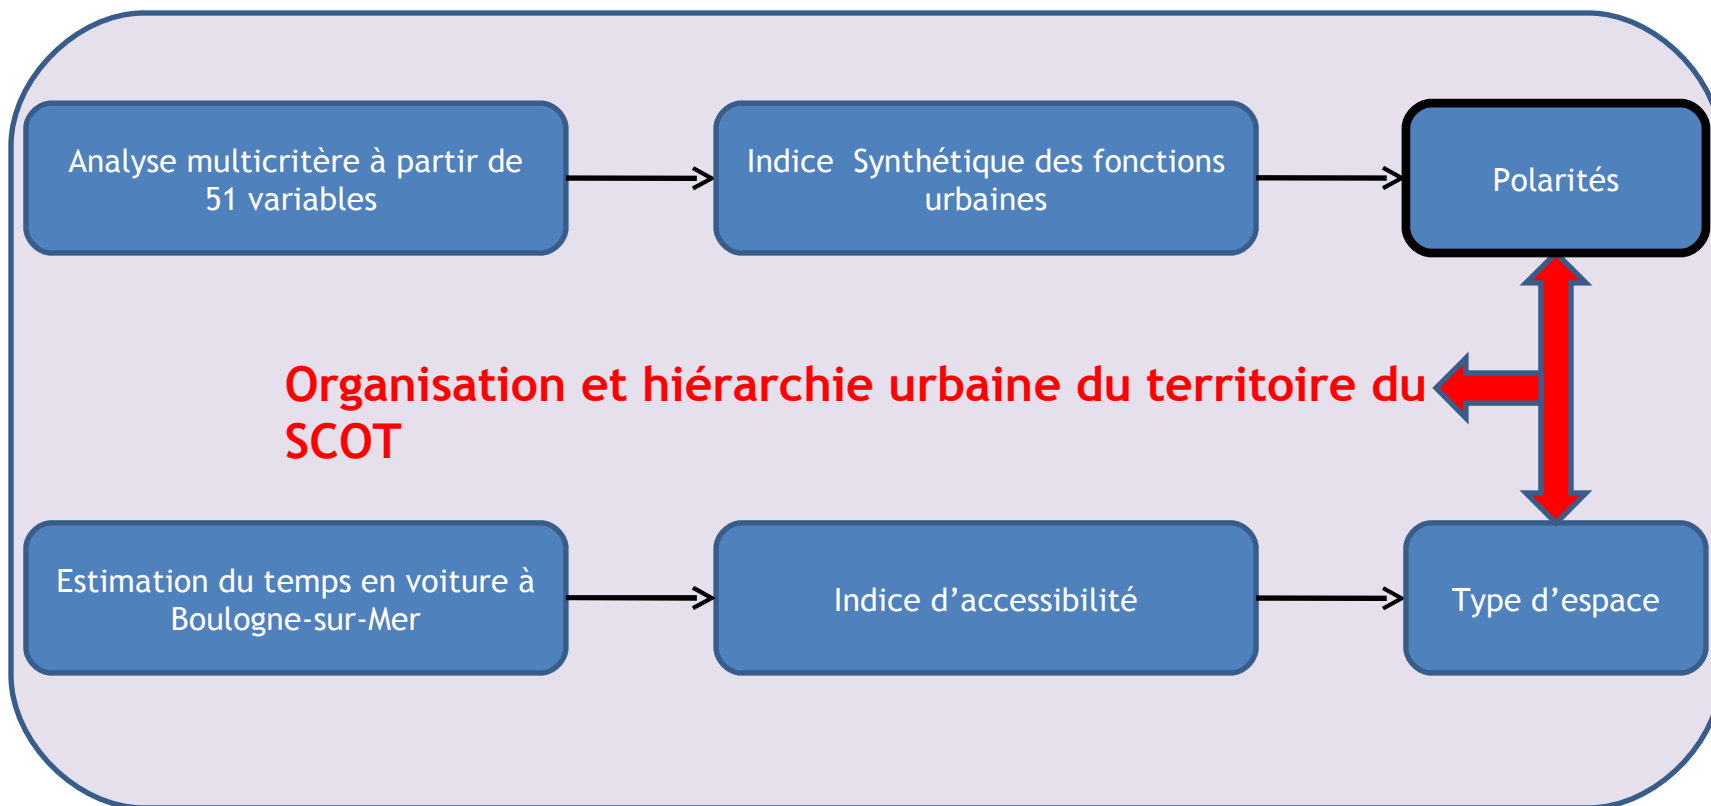 Analyse multicritère à partir de
51 variables
Indice Synthétique des fonctions
urbaines
Polarités
Organisation et hiérarchie urbaine du territoire du
SCOT
Estimation du temps en voiture à
Boulogne-sur-Mer
Indice d’accessibilité
Type d’espace